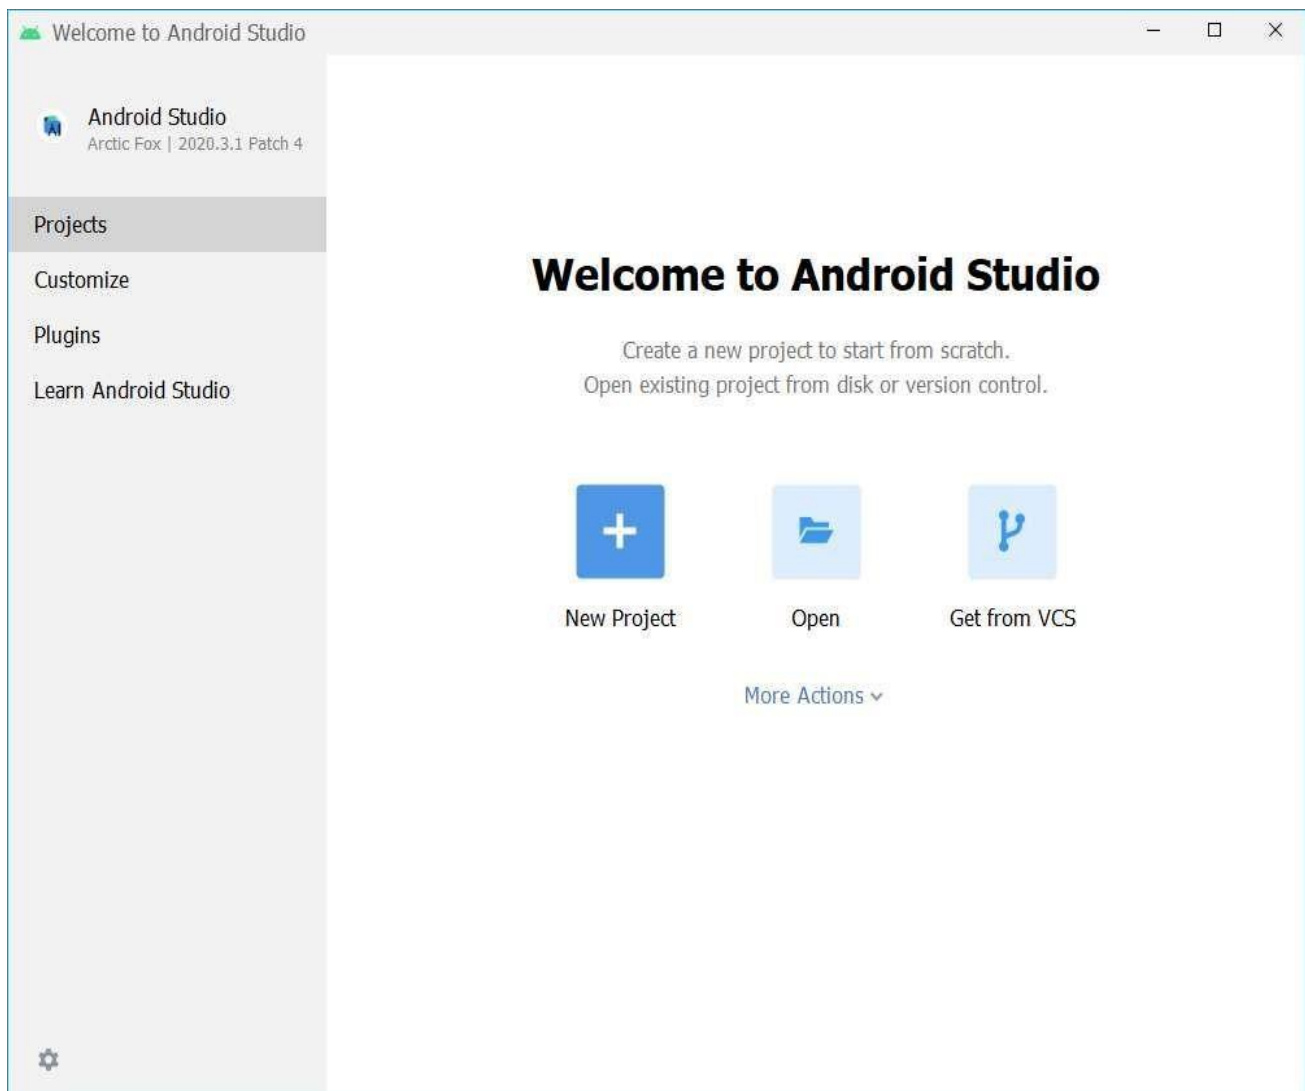 Welcome to Android Studio
Android Studio
Arctic Fox | 2020.3.1 Patch 4
Projects
Customize
Plugins
Learn Android Studio
Welcome to Android Studio
Create a new project to start from scratch.
Open existing project from disk or version control.
New Project
Open
Get from VCS
More Actions